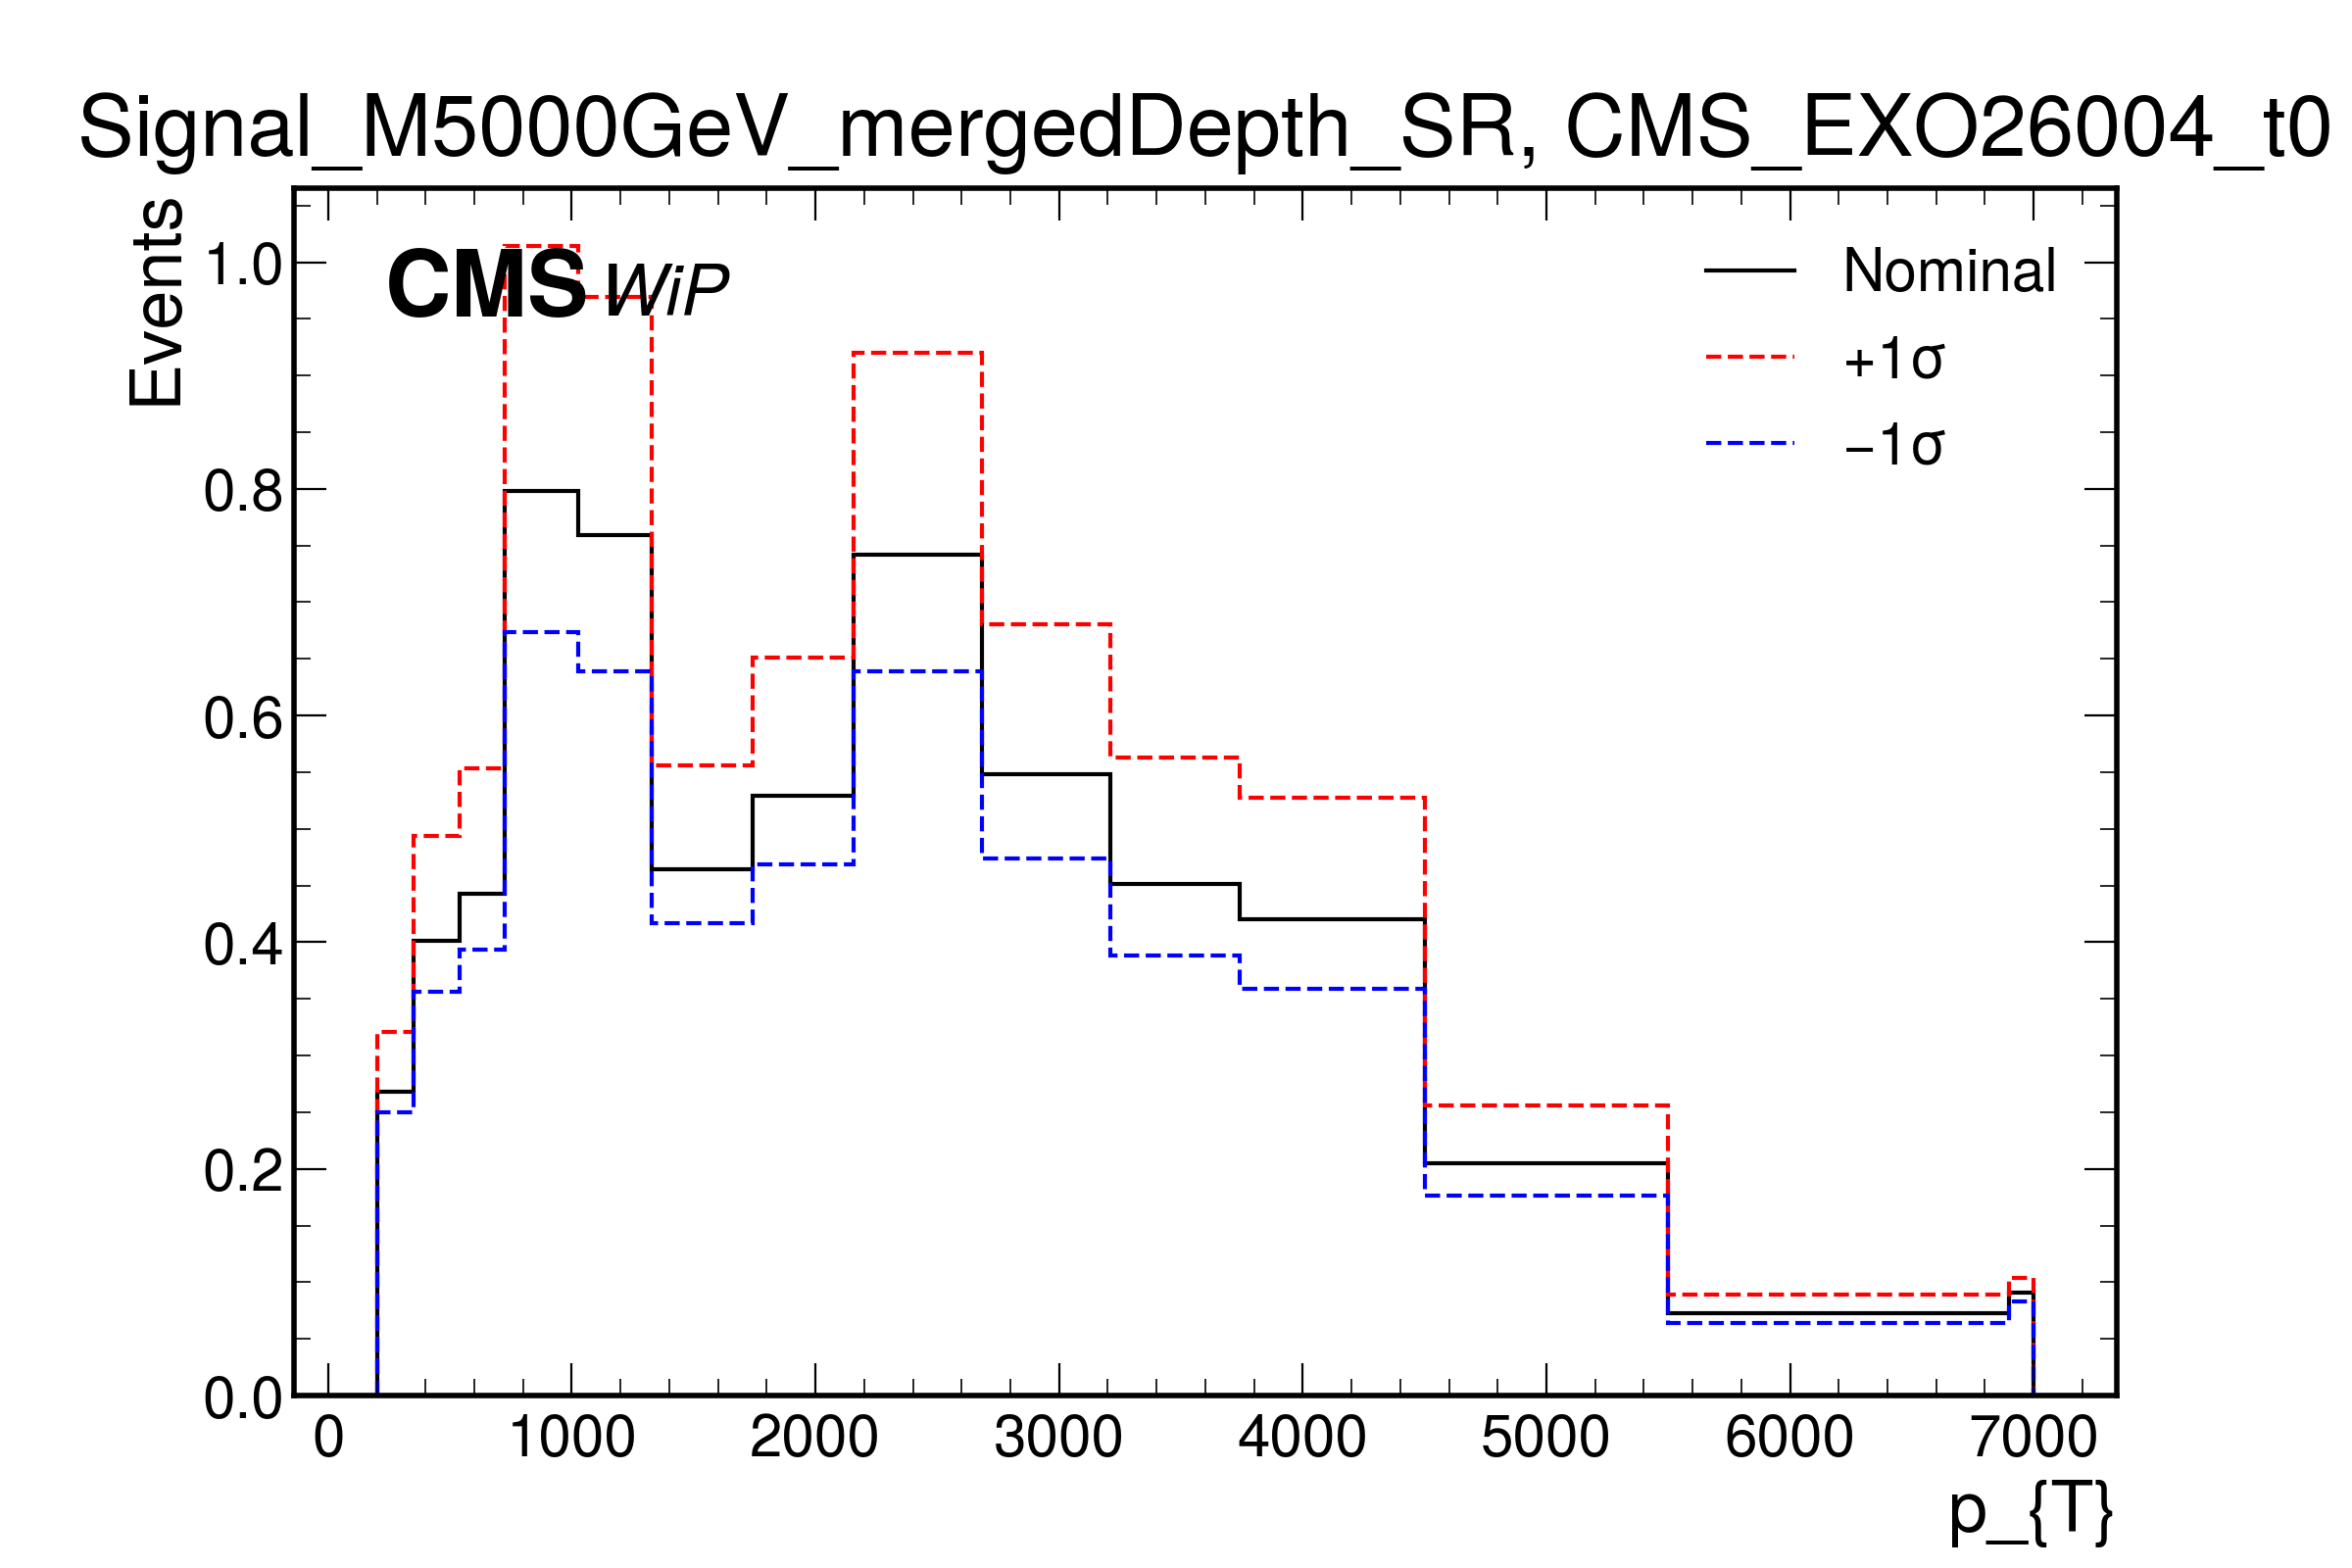 Signal_M5000GeV_mergedDepth_SR, CMS_EXO26004_t0
Events
CMS WiP
Nominal
+1σ
−1σ
1.0
0.8
0.6
0.4
0.2
0.0
0 1000 2000 3000 4000 5000 6000 7000
p_{T}